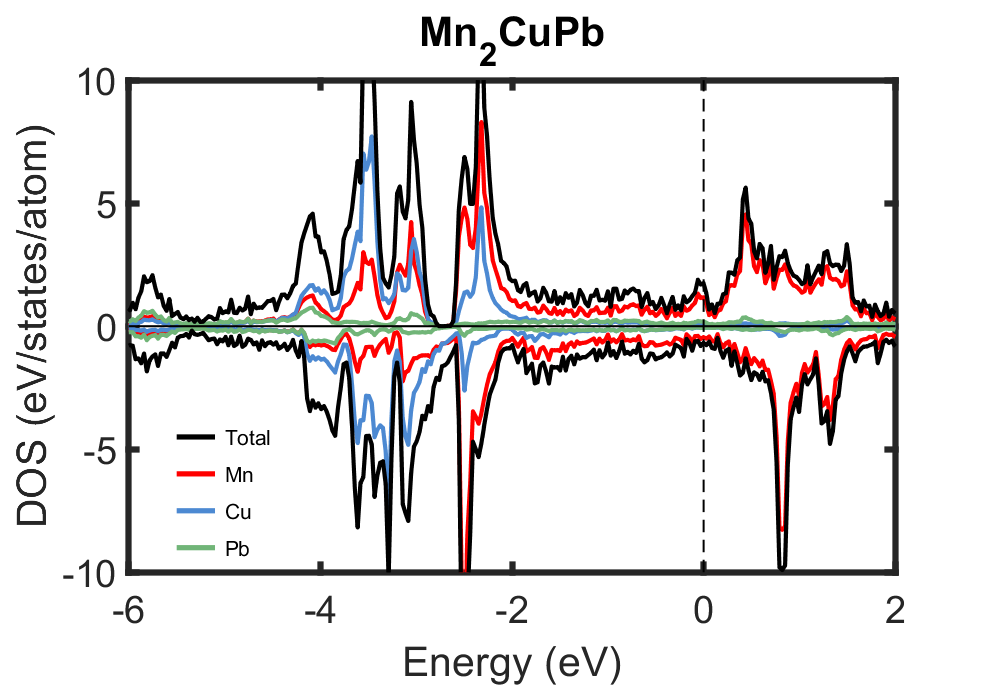 Mn2CuPb
DOS (eV/states/atom)
10
5
0
-5
-10
Total
Mn
Cu
Pb
-6
-4
-2
0
2
Energy (eV)